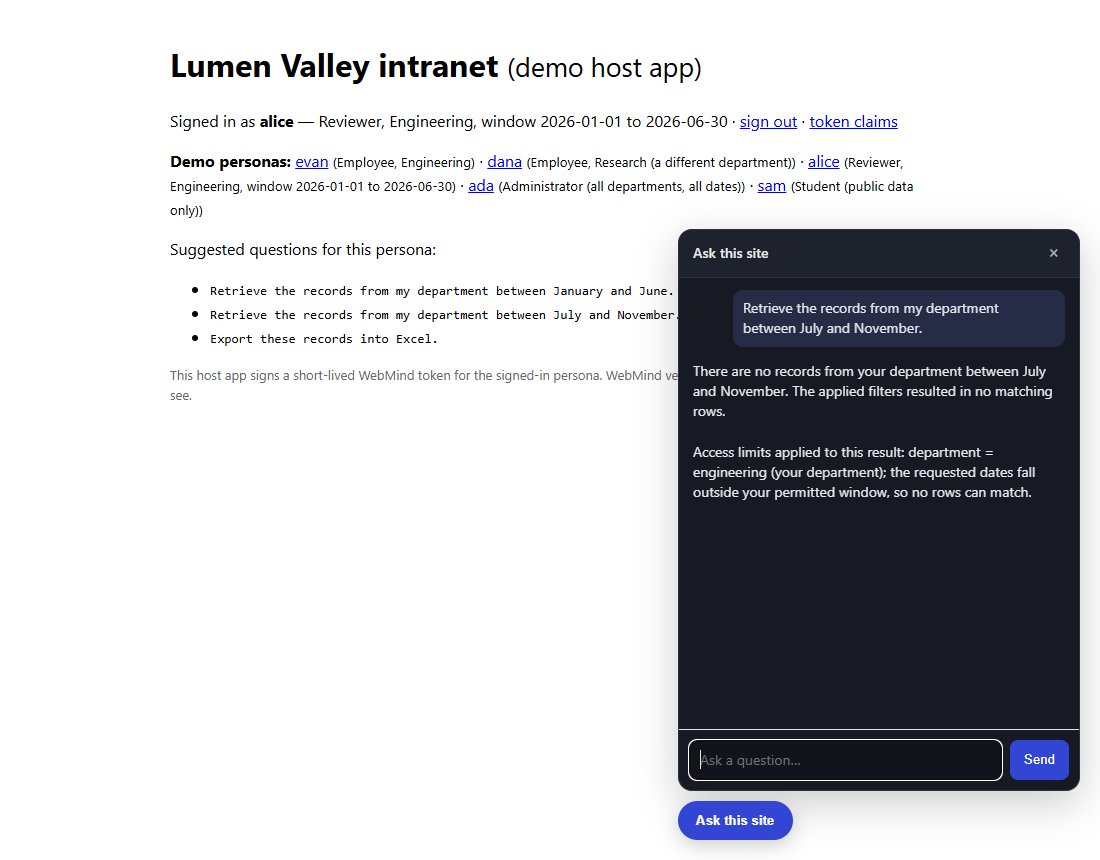 Lumen Valley intranet (demo host app)
Signed in as alice — Reviewer, Engineering, window 2026-01-01 to 2026-06-30 · sign out · token claims
Demo personas: evan (Employee, Engineering) · dana (Employee, Research (a different department)) · alice (Reviewer,
Engineering, window 2026-01-01 to 2026-06-30) · ada (Administrator (all departments, all dates)) · sam (Student (public data
only))
Suggested questions for this persona:
• Retrieve the records from my department between January and June.
• Retrieve the records from my department between July and November.
• Export these records into Excel.
This host app signs a short-lived WebMind token for the signed-in persona. WebMind ve
see.
Ask this site ×
Retrieve the records from my department
between July and November.
There are no records from your department between July
and November. The applied filters resulted in no matching
rows.
Access limits applied to this result: department =
engineering (your department); the requested dates fall
outside your permitted window, so no rows can match.
Ask a question...
Send
Ask this site